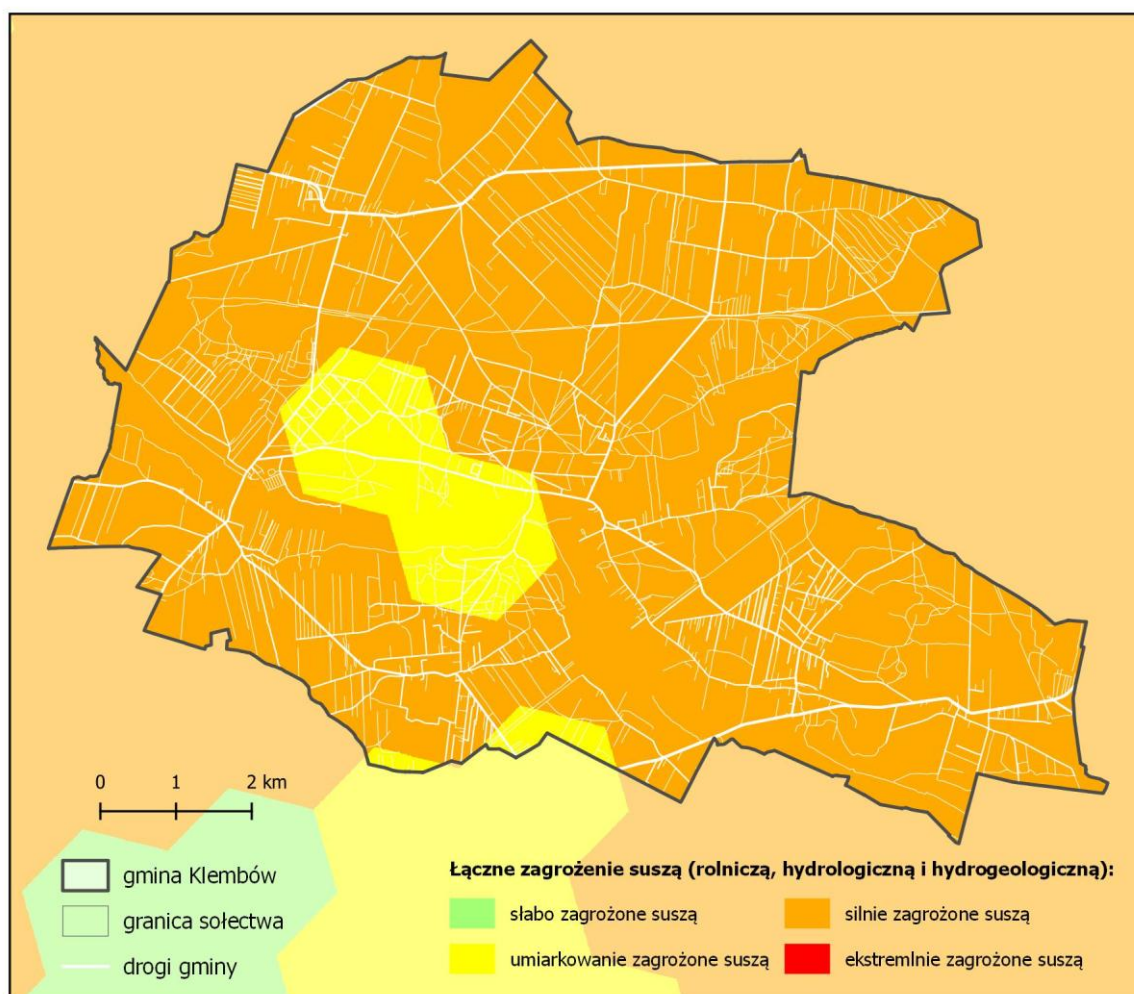 0 1 2 km
gmina Klembów
granica sołectwa
drogi gminy
Łączne zagrożenie suszą (rolniczą, hydrologiczną i hydrogeologiczną):
słabo zagrożone suszą
umiarkowanie zagrożone suszą
silnie zagrożone suszą
ekstremlnie zagrożone suszą